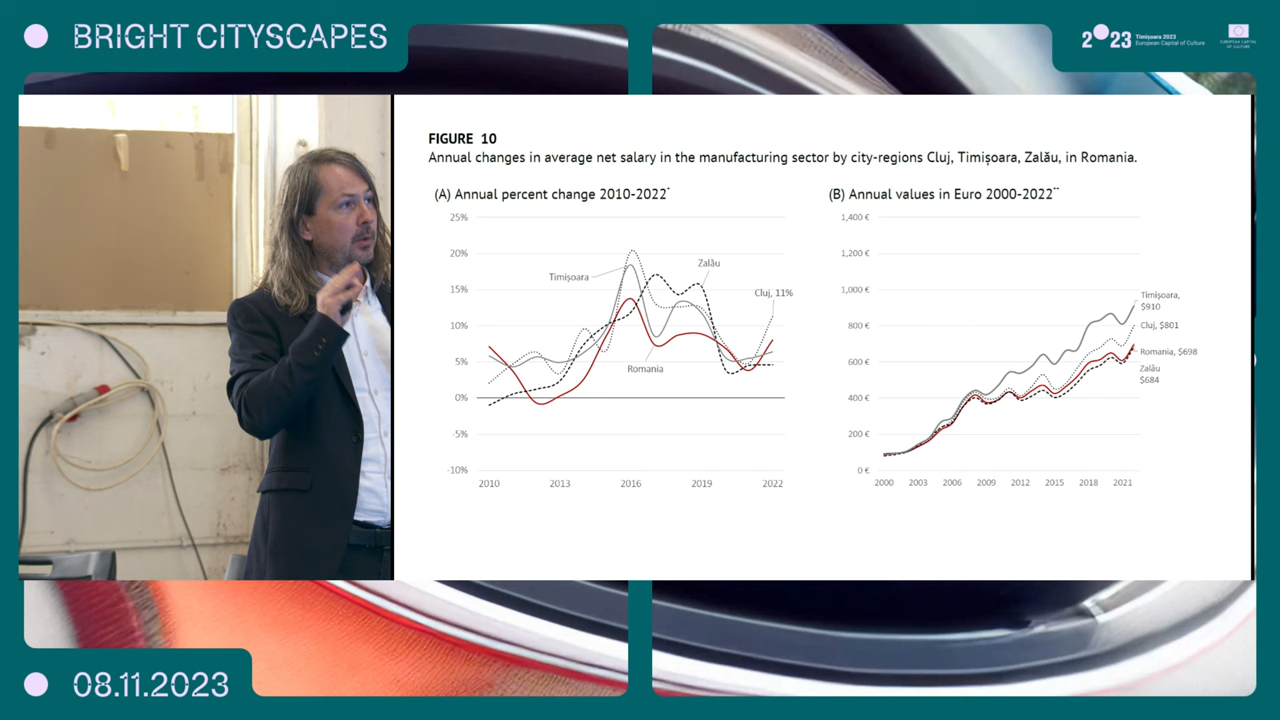 BRIGHT CITYSCAPES
2023 Timișoara 2023
European Capital of Culture
EUROPEAN CAPITAL
OF CULTURE
FIGURE 10
Annual changes in average net salary in the manufacturing sector by city-regions Cluj, Timișoara, Zalău, in Romania.
(A) Annual percent change 2010-2022*
25%
20%
15%
10%
5%
0%
-5%
-10%
Timișoara
Zalău
Cluj, 11%
Romania
2010 2013 2016 2019 2022
(B) Annual values in Euro 2000-2022**
1,400 €
1,200 €
1,000 €
800 €
600 €
400 €
200 €
0 €
Timișoara,
$910
Cluj, $801
Romania, $698
Zalău
$684
2000 2003 2006 2009 2012 2015 2018 2021
08.11.2023